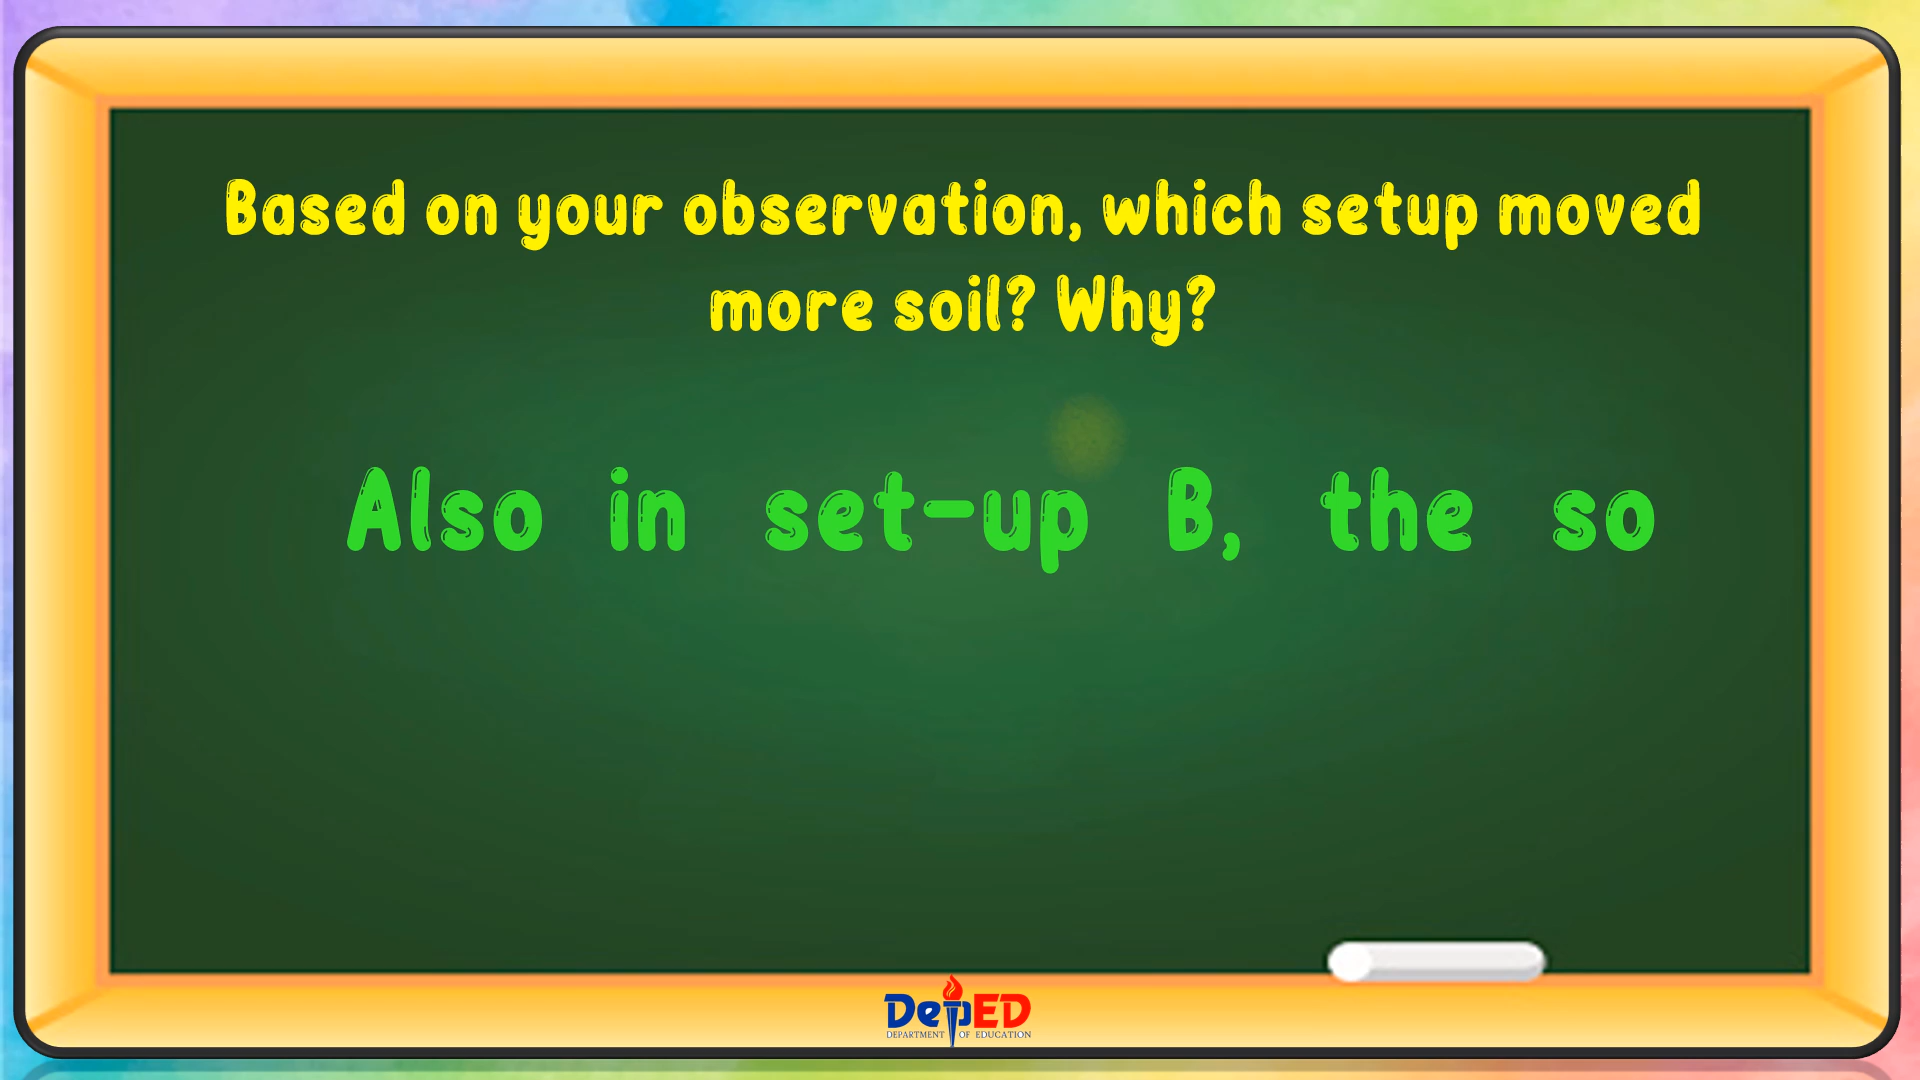 Based on your observation, which setup moved
more soil? Why?
Also in set-up B, the so
DepED
DEPARTMENT OF EDUCATION